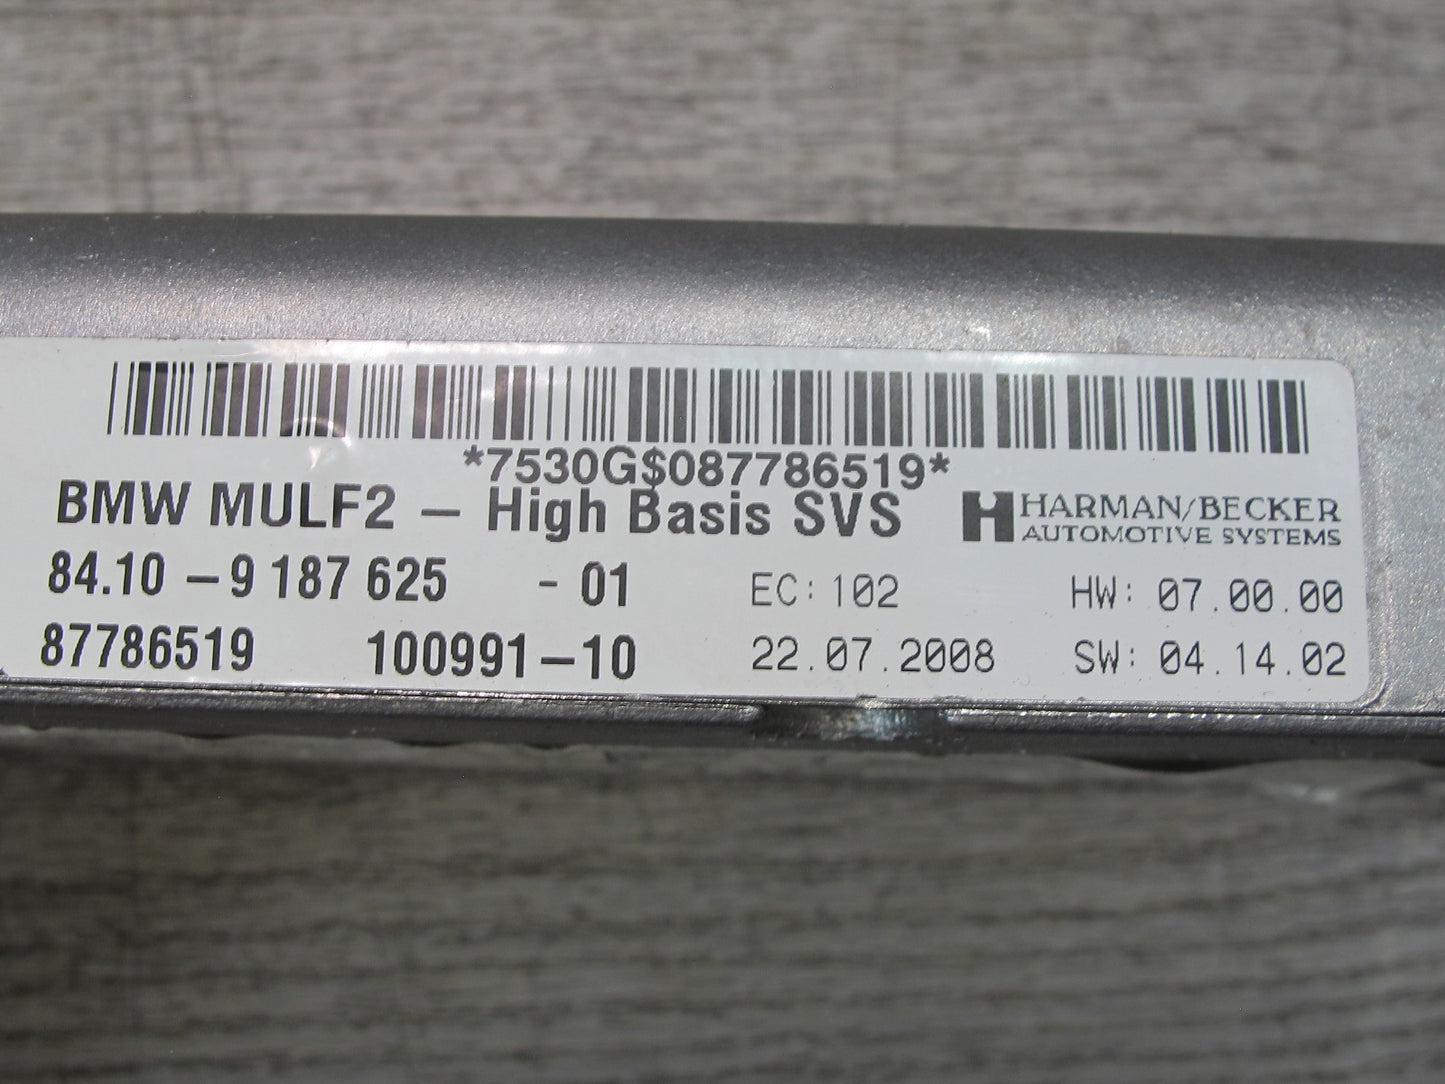 *7530G$087786519*
BMW MULF2 – High Basis SVS
HARMAN/BECKER
AUTOMOTIVE SYSTEMS
84.10 – 9 187 625 - 01 EC: 102 HW: 07.00.00
87786519 100991–10 22.07.2008 SW: 04.14.02